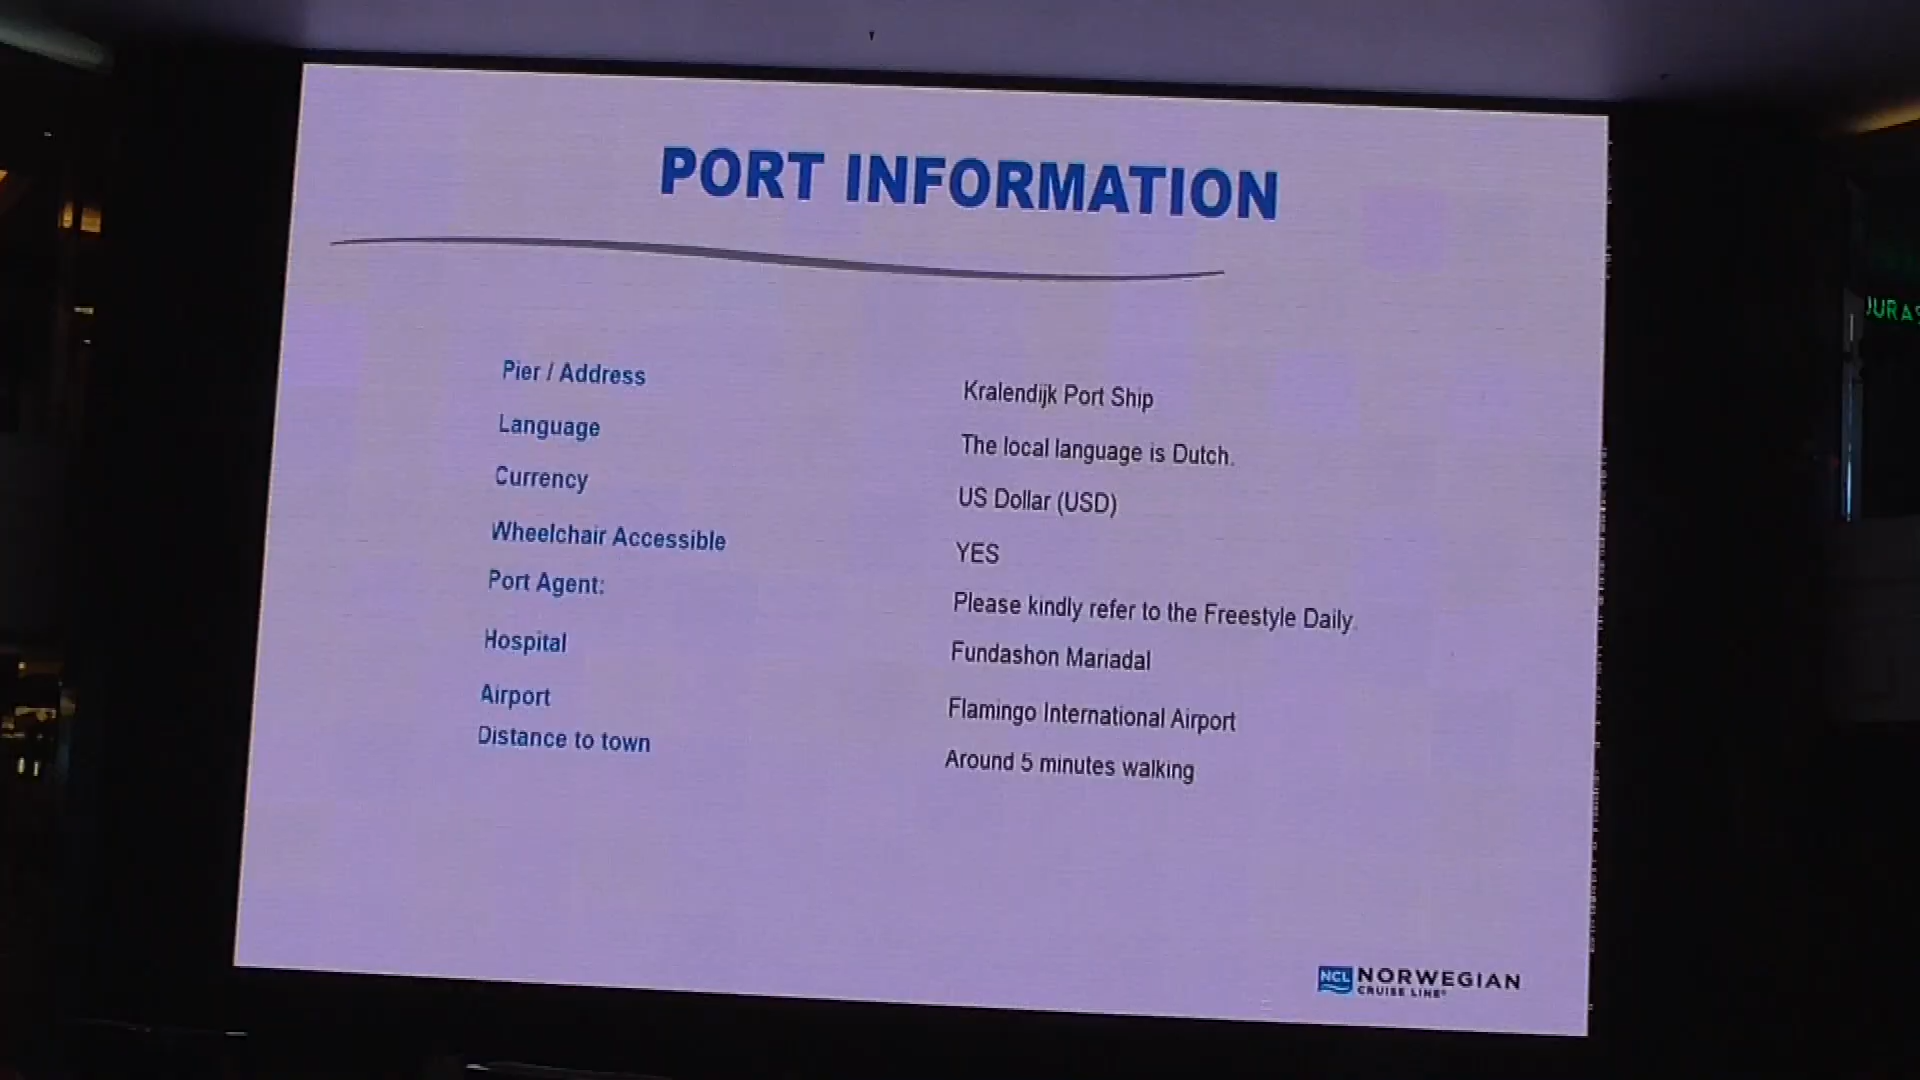 PORT INFORMATION
Pier / Address
Kralendijk Port Ship
Language
The local language is Dutch.
Currency
US Dollar (USD)
Wheelchair Accessible
YES
Port Agent:
Please kindly refer to the Freestyle Daily.
Hospital
Fundashon Mariadal
Airport
Flamingo International Airport
Distance to town
Around 5 minutes walking
NCL NORWEGIAN
CRUISE LINE®